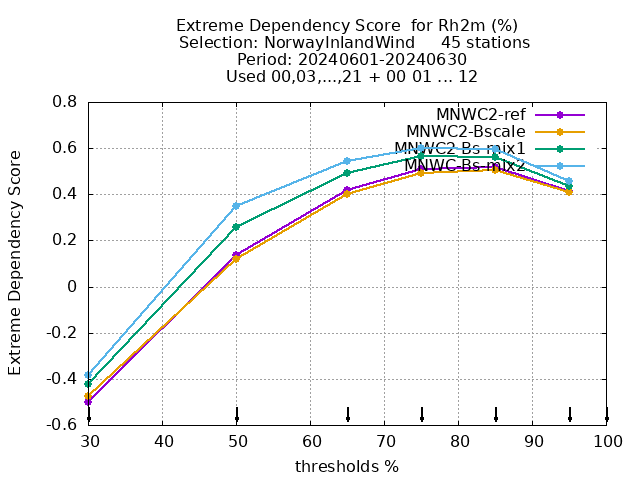 Extreme Dependency Score  for Rh2m (%)
Selection: NorwayInlandWind     45 stations
Period: 20240601-20240630
Used 00,03,...,21 + 00 01 ... 12
MNWC2-ref
MNWC2-Bscale
MNWC2-Bs-mix1
MNWC-Bs-mix2
Extreme Dependency Score
0.8
0.6
0.4
0.2
0
-0.2
-0.4
-0.6
30 40 50 60 70 80 90 100
thresholds %